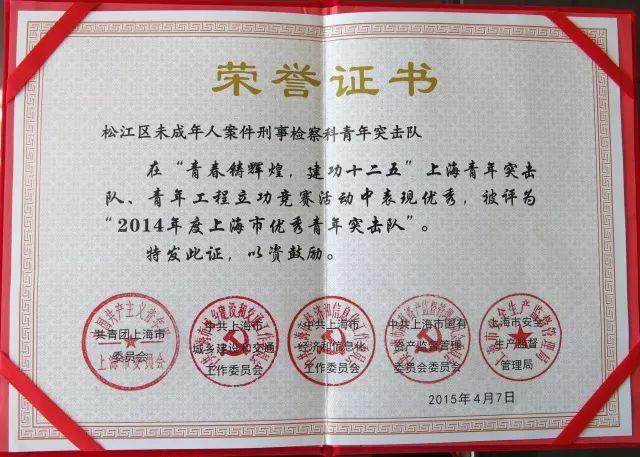 荣誉证书
松江区未成年人案件刑事检察科青年突击队
在“青春铸辉煌，建功十二五”上海青年突击
队、青年工程立功竞赛活动中表现优秀，被评为
“2014年度上海市优秀青年突击队”。
特发此证，以资鼓励。
共青团上海市
委员会
中共上海市
城乡建设和交通
工作委员会
中共上海市
经济和信息化
工作委员会
中共上海市国有
资产监督管理
委员会
上海市安全
生产监督
管理局
2015年4月7日